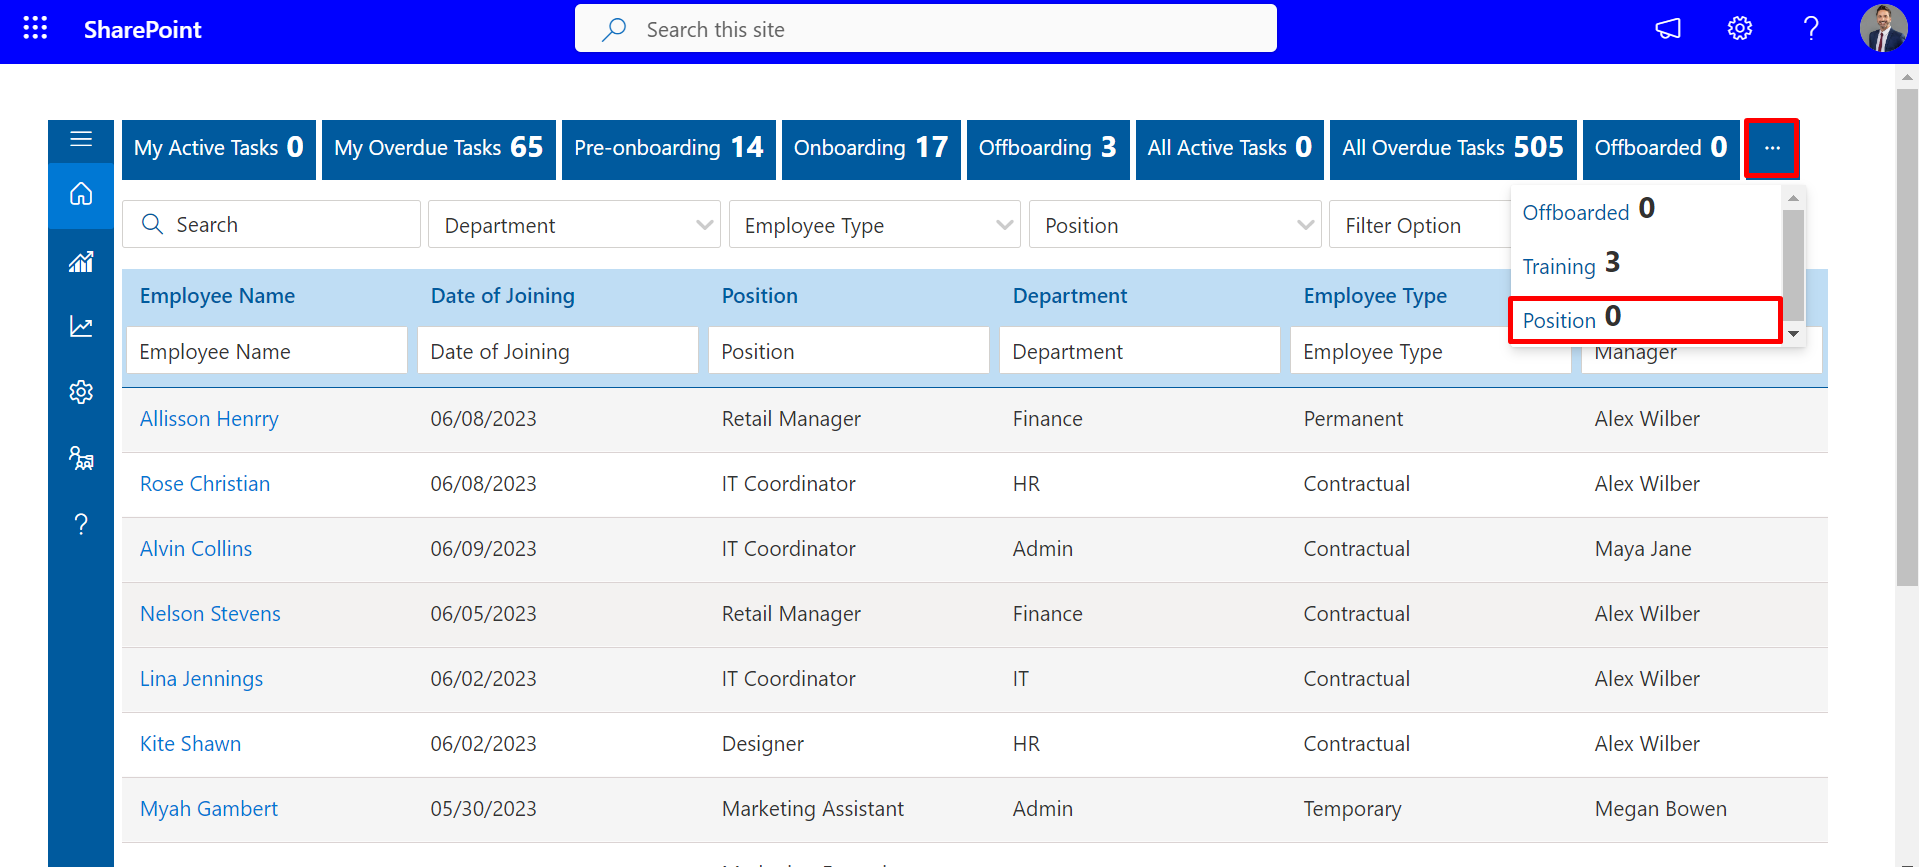 SharePoint
Search this site
My Active Tasks 0
My Overdue Tasks 65
Pre-onboarding 14
Onboarding 17
Offboarding 3
All Active Tasks 0
All Overdue Tasks 505
Offboarded 0
...
Search
Department
Employee Type
Position
Filter Option
Offboarded 0
Training 3
Position 0
Employee Name
Date of Joining
Position
Department
Employee Type
Employee Name
Date of Joining
Position
Department
Employee Type
Manager
Allisson Henrry 06/08/2023 Retail Manager Finance Permanent Alex Wilber
Rose Christian 06/08/2023 IT Coordinator HR Contractual Alex Wilber
Alvin Collins 06/09/2023 IT Coordinator Admin Contractual Maya Jane
Nelson Stevens 06/05/2023 Retail Manager Finance Contractual Alex Wilber
Lina Jennings 06/02/2023 IT Coordinator IT Contractual Alex Wilber
Kite Shawn 06/02/2023 Designer HR Contractual Alex Wilber
Myah Gambert 05/30/2023 Marketing Assistant Admin Temporary Megan Bowen